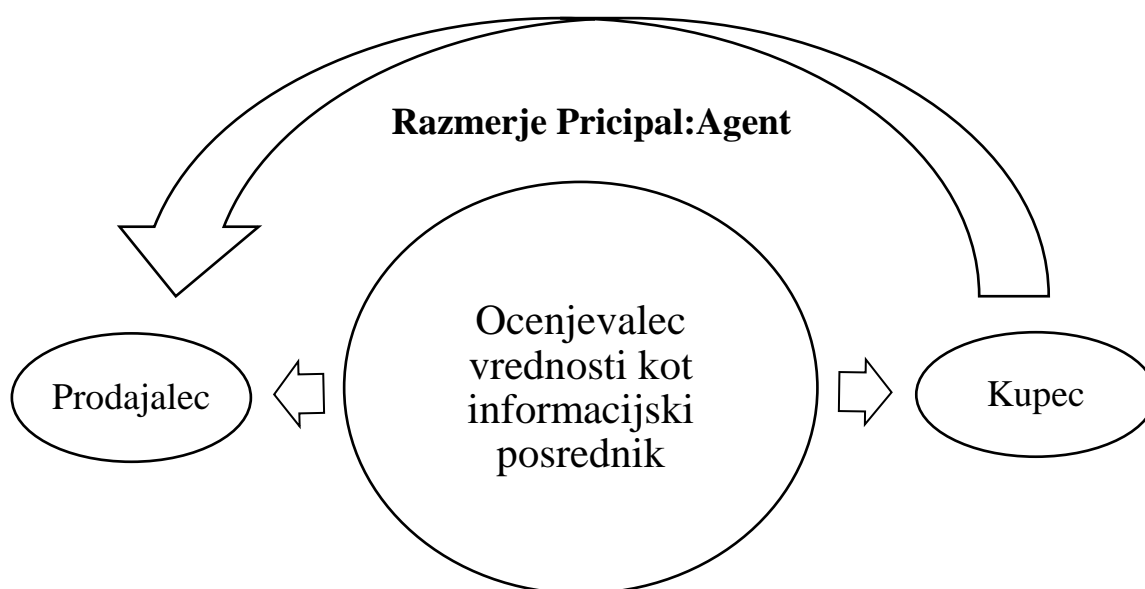 Razmerje Pricipal:Agent
Ocenjevalec
vrednosti kot
informacijski
posrednik
Prodajalec
Kupec